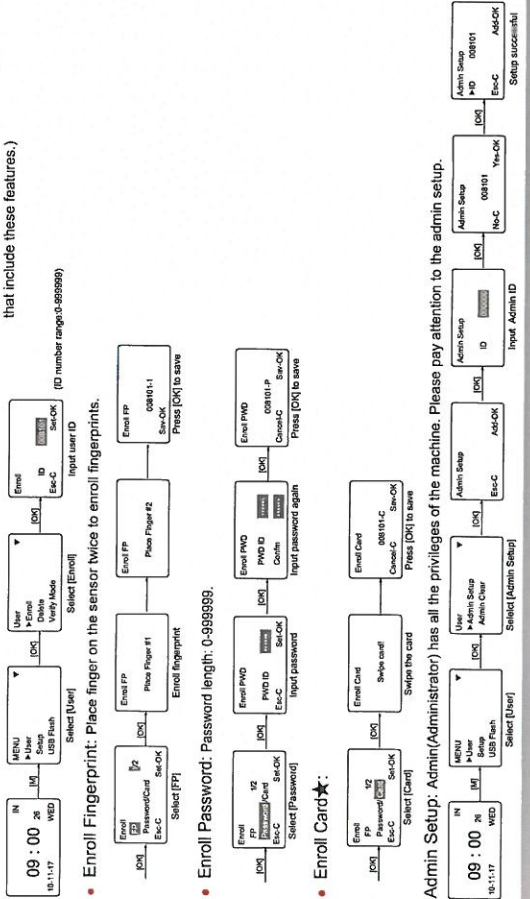 that include these features.)
09 : 00 IN 26 WED 10-11-17
[M]
MENU
▶User
Setup
USB Flash
Select [User]
[OK]
User
▶Enroll
Delete
Verify Mode
Select [Enroll]
[OK]
Enroll
ID
Esc-C Set-OK
Input user ID
(ID number range:0-999999)
• Enroll Fingerprint: Place finger on the sensor twice to enroll fingerprints.
[OK]
Enroll
FP /2
Password/Card
Esc-C Set-OK
Select [FP]
[OK]
Enroll FP
Place Finger #1
Enroll fingerprint
Enroll FP
Place Finger #2
Enroll FP
008101-1
Sav-OK
Press [OK] to save
• Enroll Password: Password length: 0-999999.
[OK]
Enroll
FP 1/2
Password/Card
Esc-C Set-OK
Select [Password]
[OK]
Enroll PWD
PWD ID
Esc-C Set-OK
Input password
[OK]
Enroll PWD
PWD ID
Confm
Input password again
[OK]
Enroll PWD
008101-P
Cancel-C Sav-OK
Press [OK] to save
• Enroll Card★:
[OK]
Enroll
FP 1/2
Password/Card
Esc-C Set-OK
Select [Card]
[OK]
Enroll Card
Swipe card!
Swipe the card
Enroll Card
008101-C
Cancel-C Sav-OK
Press [OK] to save
Admin Setup: Admin(Administrator) has all the privileges of the machine. Please pay attention to the admin setup.
09 : 00 IN 26 WED 10-11-17
[M]
MENU
▶User
Setup
USB Flash
Select [User]
[OK]
User
▶Admin Setup
Admin Clear
Selelct [Admin Setup]
[OK]
Admin Setup
Esc-C Add-OK
[OK]
Admin Setup
ID
Input Admin ID
[OK]
Admin Setup
008101
No-C Yes-OK
[OK]
Admin Setup
▶ID 008101
Esc-C Add-OK
Setup successful